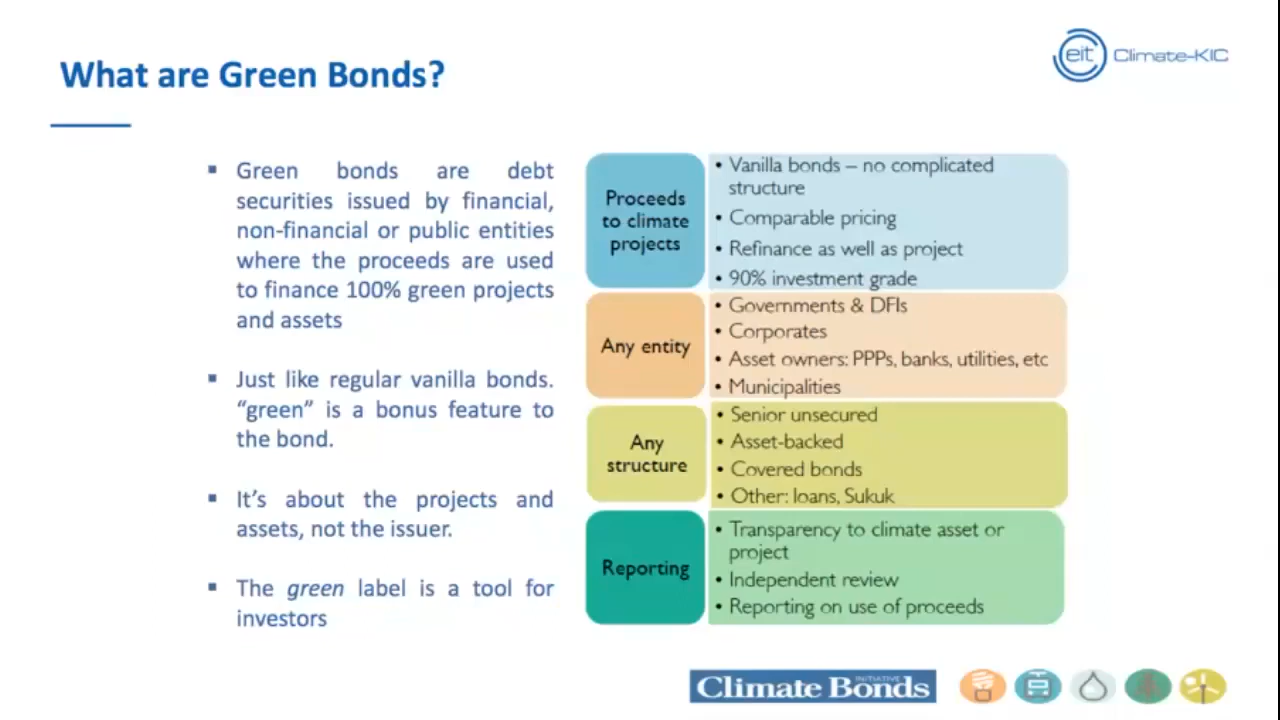 What are Green Bonds?
eit Climate-KIC
▪ Green bonds are debt
securities issued by financial,
non-financial or public entities
where the proceeds are used
to finance 100% green projects
and assets
▪ Just like regular vanilla bonds.
“green” is a bonus feature to
the bond.
▪ It’s about the projects and
assets, not the issuer.
▪ The green label is a tool for
investors
Proceeds
to climate
projects
• Vanilla bonds – no complicated
structure
• Comparable pricing
• Refinance as well as project
• 90% investment grade
Any entity
• Governments & DFIs
• Corporates
• Asset owners: PPPs, banks, utilities, etc
• Municipalities
Any
structure
• Senior unsecured
• Asset-backed
• Covered bonds
• Other: loans, Sukuk
Reporting
• Transparency to climate asset or
project
• Independent review
• Reporting on use of proceeds
Climate Bonds
INITIATIVE